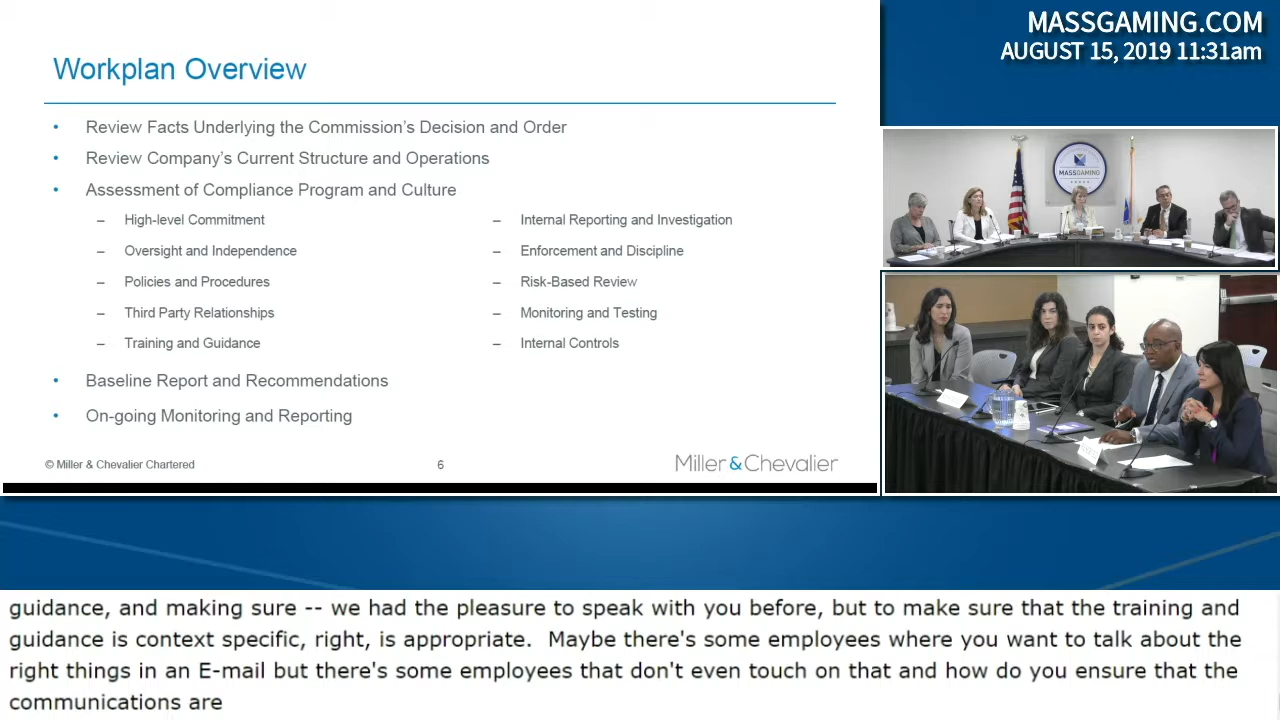 Workplan Overview
• Review Facts Underlying the Commission's Decision and Order
• Review Company's Current Structure and Operations
• Assessment of Compliance Program and Culture
– High-level Commitment
– Oversight and Independence
– Policies and Procedures
– Third Party Relationships
– Training and Guidance
– Internal Reporting and Investigation
– Enforcement and Discipline
– Risk-Based Review
– Monitoring and Testing
– Internal Controls
• Baseline Report and Recommendations
• On-going Monitoring and Reporting
© Miller & Chevalier Chartered
6
Miller&Chevalier
MASSGAMING.COM
AUGUST 15, 2019 11:31am
MASSGAMING
guidance, and making sure -- we had the pleasure to speak with you before, but to make sure that the training and
guidance is context specific, right, is appropriate.  Maybe there's some employees where you want to talk about the
right things in an E-mail but there's some employees that don't even touch on that and how do you ensure that the
communications are